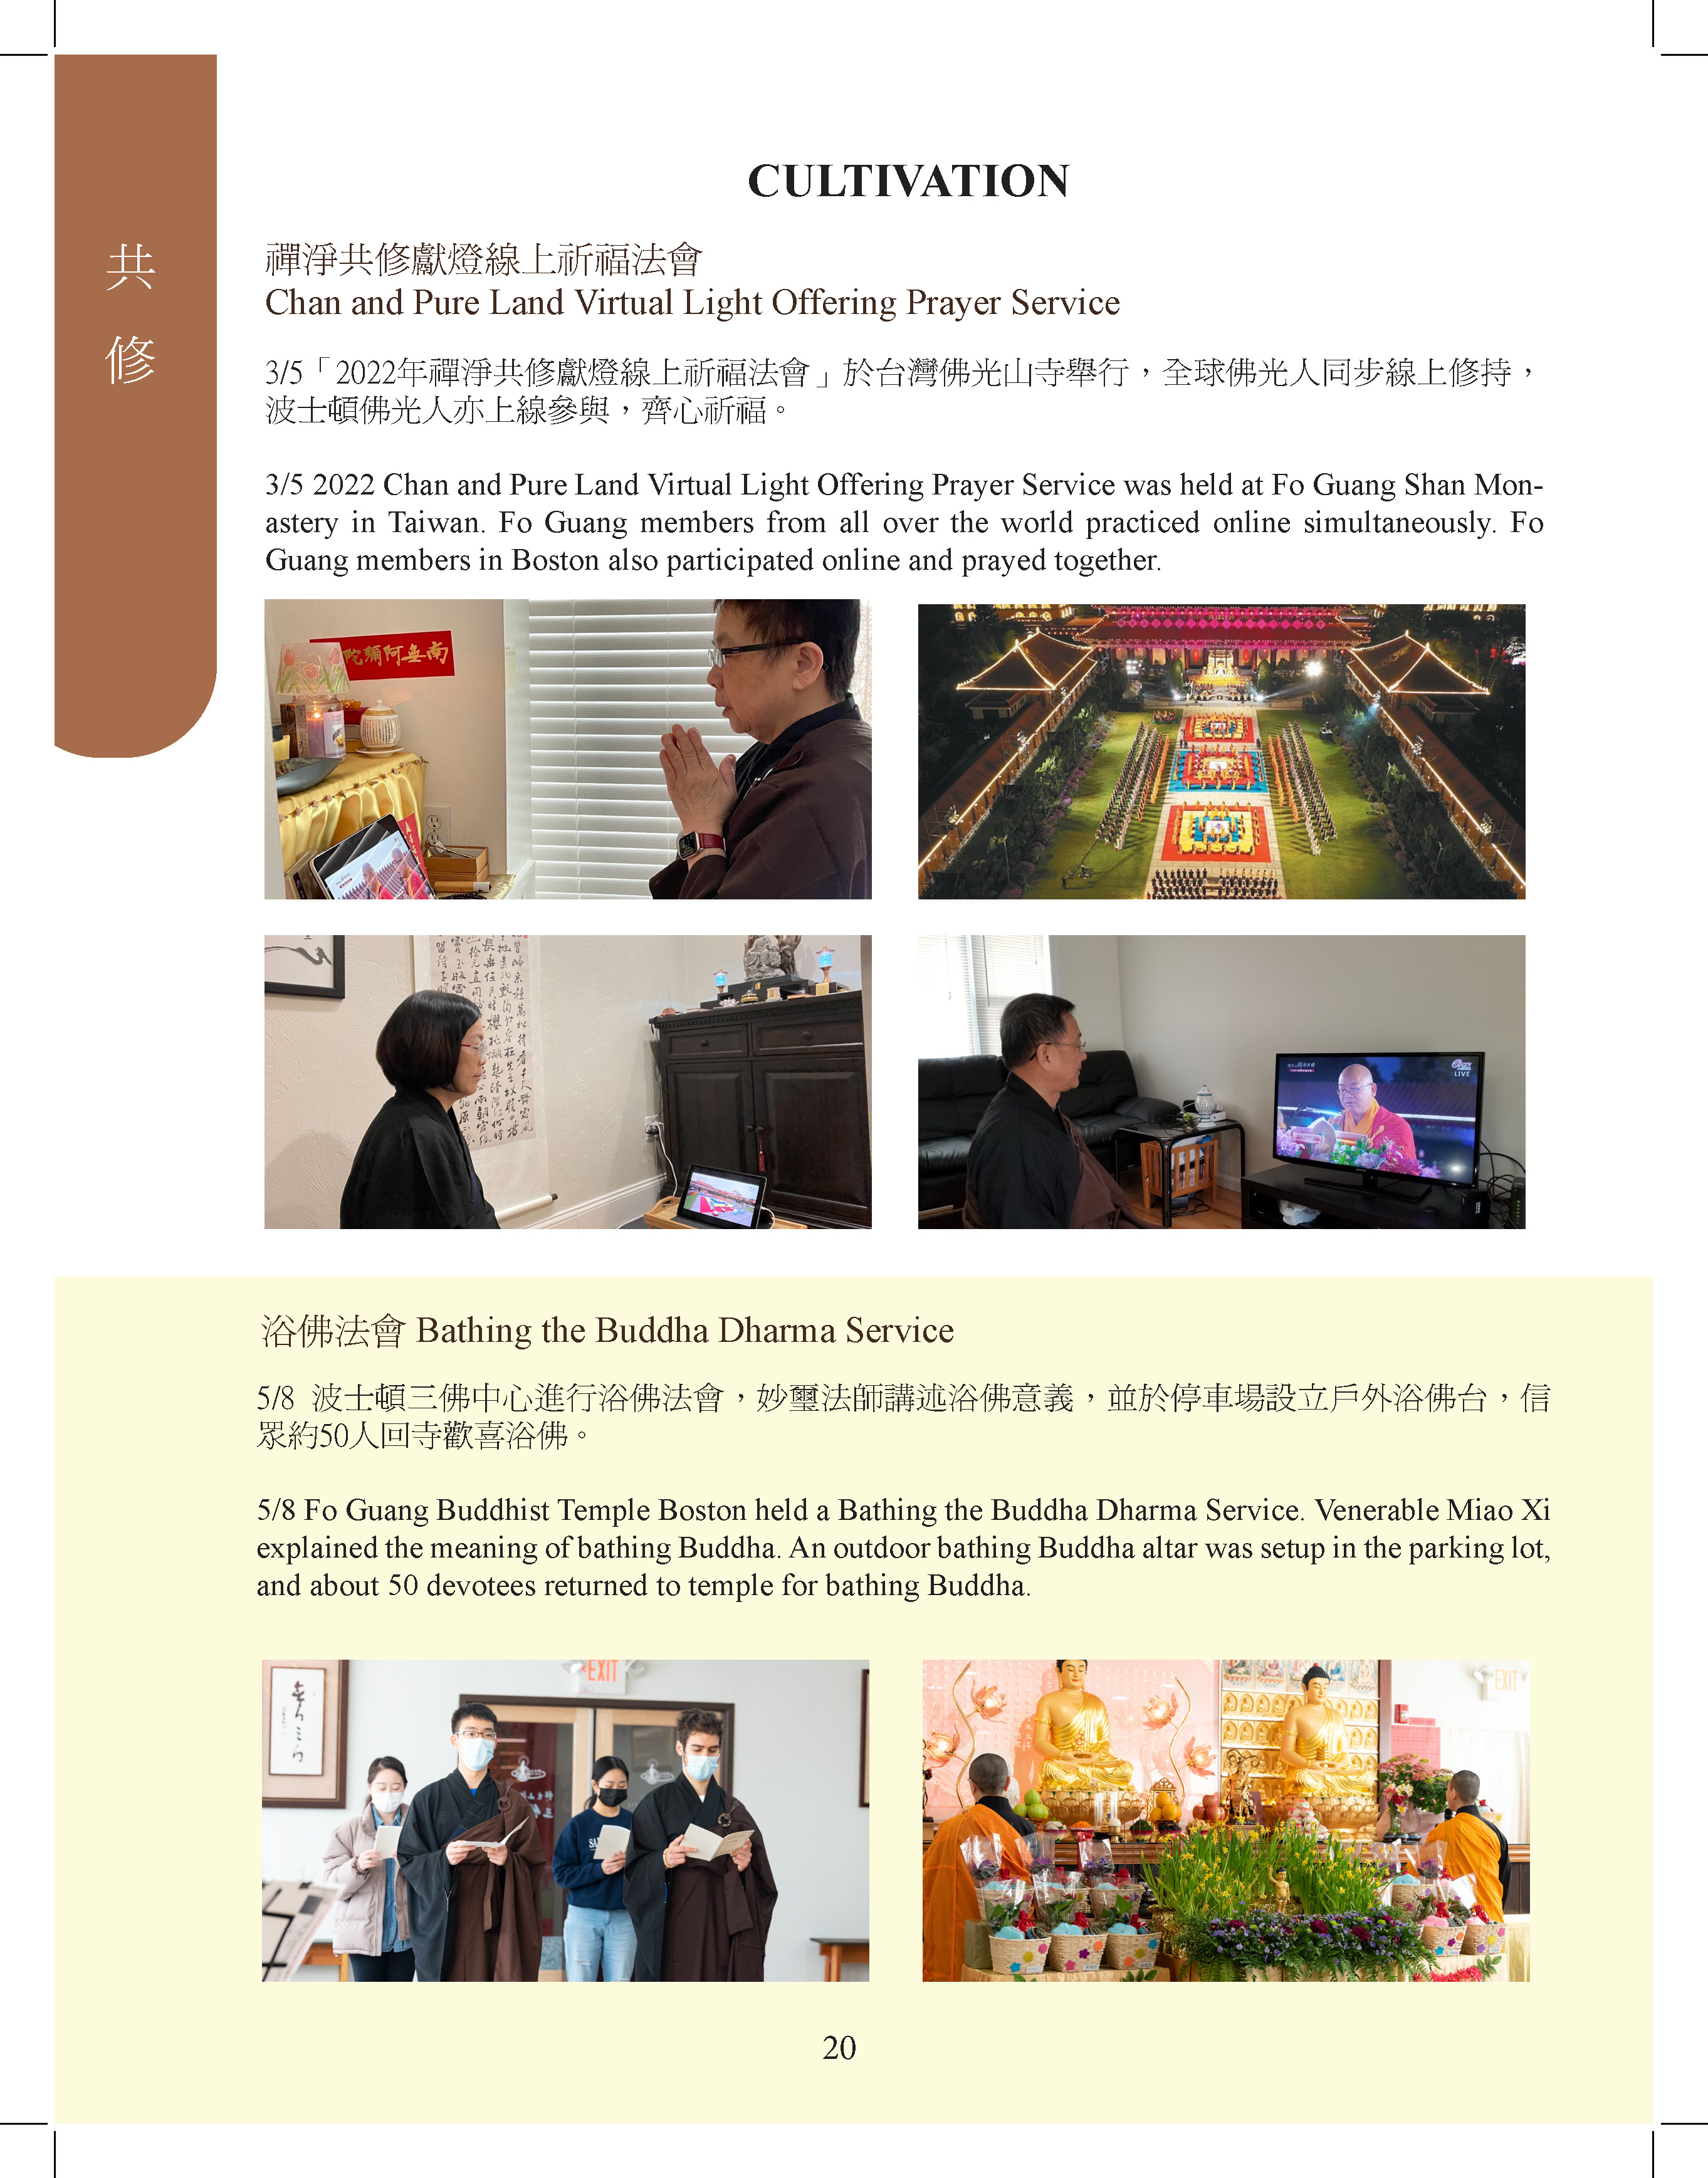 CULTIVATION
共
修
禪淨共修獻燈線上祈福法會
Chan and Pure Land Virtual Light Offering Prayer Service
3/5「2022年禪淨共修獻燈線上祈福法會」於台灣佛光山寺舉行，全球佛光人同步線上修持，
波士頓佛光人亦上線參與，齊心祈福。
3/5 2022 Chan and Pure Land Virtual Light Offering Prayer Service was held at Fo Guang Shan Mon-
astery in Taiwan. Fo Guang members from all over the world practiced online simultaneously. Fo
Guang members in Boston also participated online and prayed together.
南無阿彌陀
LIVE
浴佛法會 Bathing the Buddha Dharma Service
5/8 波士頓三佛中心進行浴佛法會，妙璽法師講述浴佛意義，並於停車場設立戶外浴佛台，信
眾約50人回寺歡喜浴佛。
5/8 Fo Guang Buddhist Temple Boston held a Bathing the Buddha Dharma Service. Venerable Miao Xi
explained the meaning of bathing Buddha. An outdoor bathing Buddha altar was setup in the parking lot,
and about 50 devotees returned to temple for bathing Buddha.
EXIT
EXIT
20